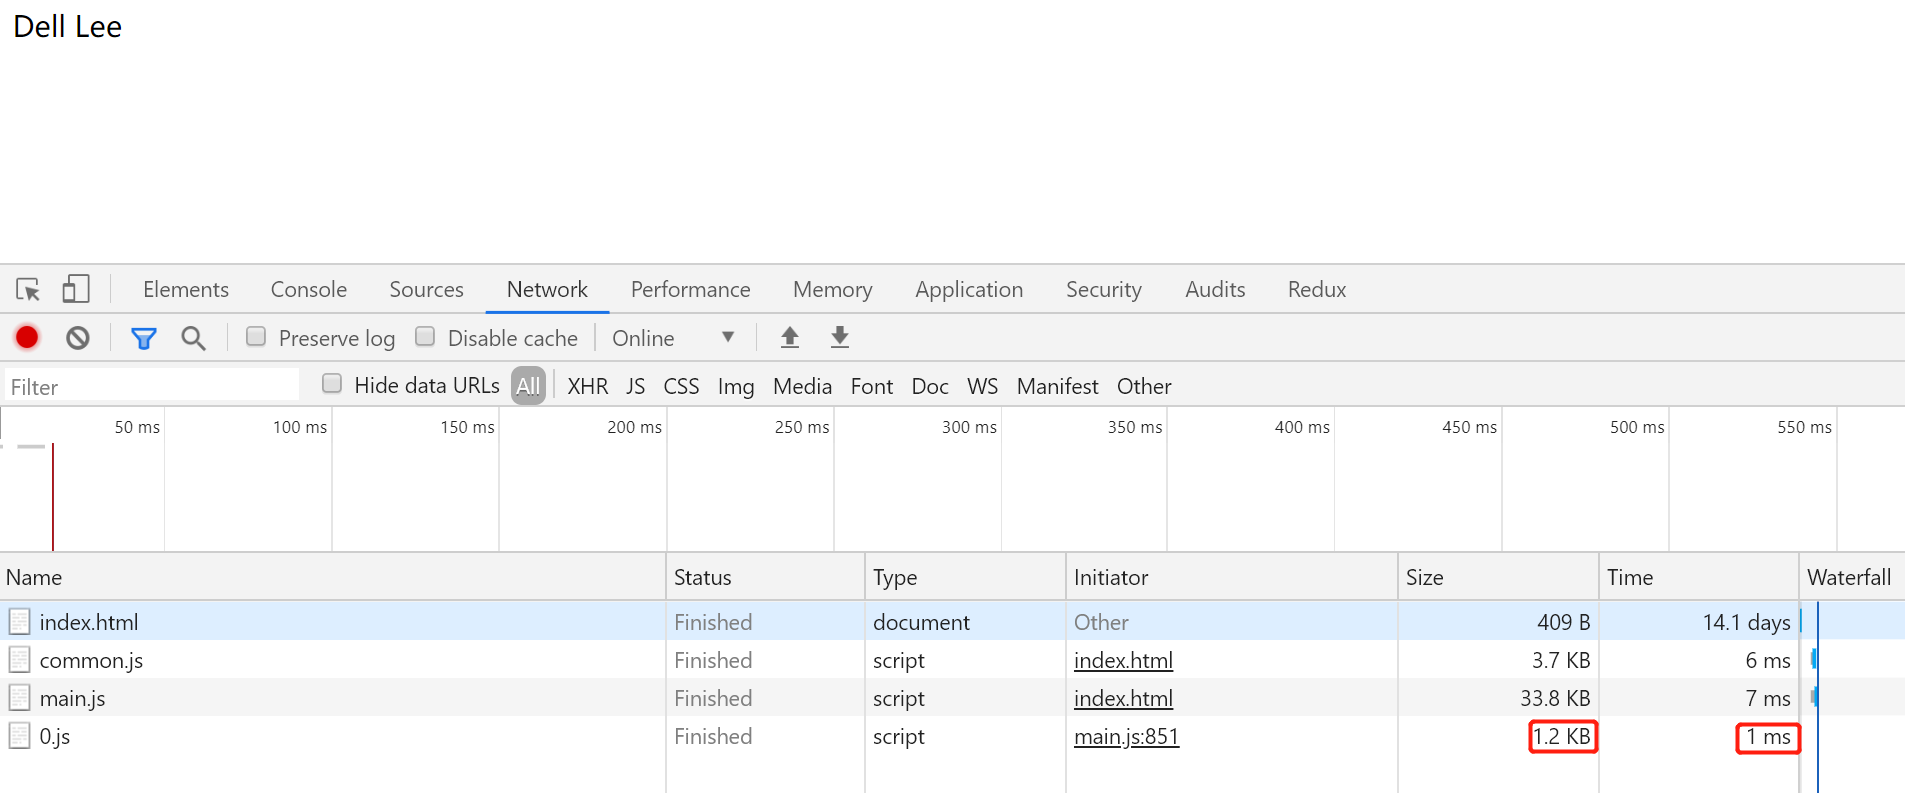 Dell Lee
Elements Console Sources Network Performance Memory Application Security Audits Redux
Preserve log Disable cache Online
Filter Hide data URLs All XHR JS CSS Img Media Font Doc WS Manifest Other
50 ms 100 ms 150 ms 200 ms 250 ms 300 ms 350 ms 400 ms 450 ms 500 ms 550 ms
Name Status Type Initiator Size Time Waterfall
index.html Finished document Other 409 B 14.1 days
common.js Finished script index.html 3.7 KB 6 ms
main.js Finished script index.html 33.8 KB 7 ms
0.js Finished script main.js:851 1.2 KB 1 ms